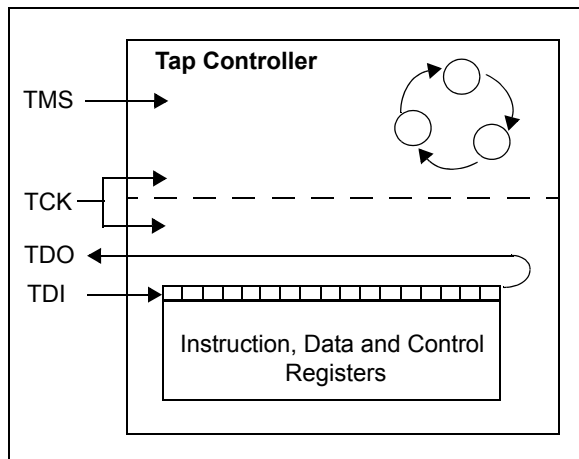 Tap Controller
TMS
TCK
TDO
TDI
Instruction, Data and Control
Registers